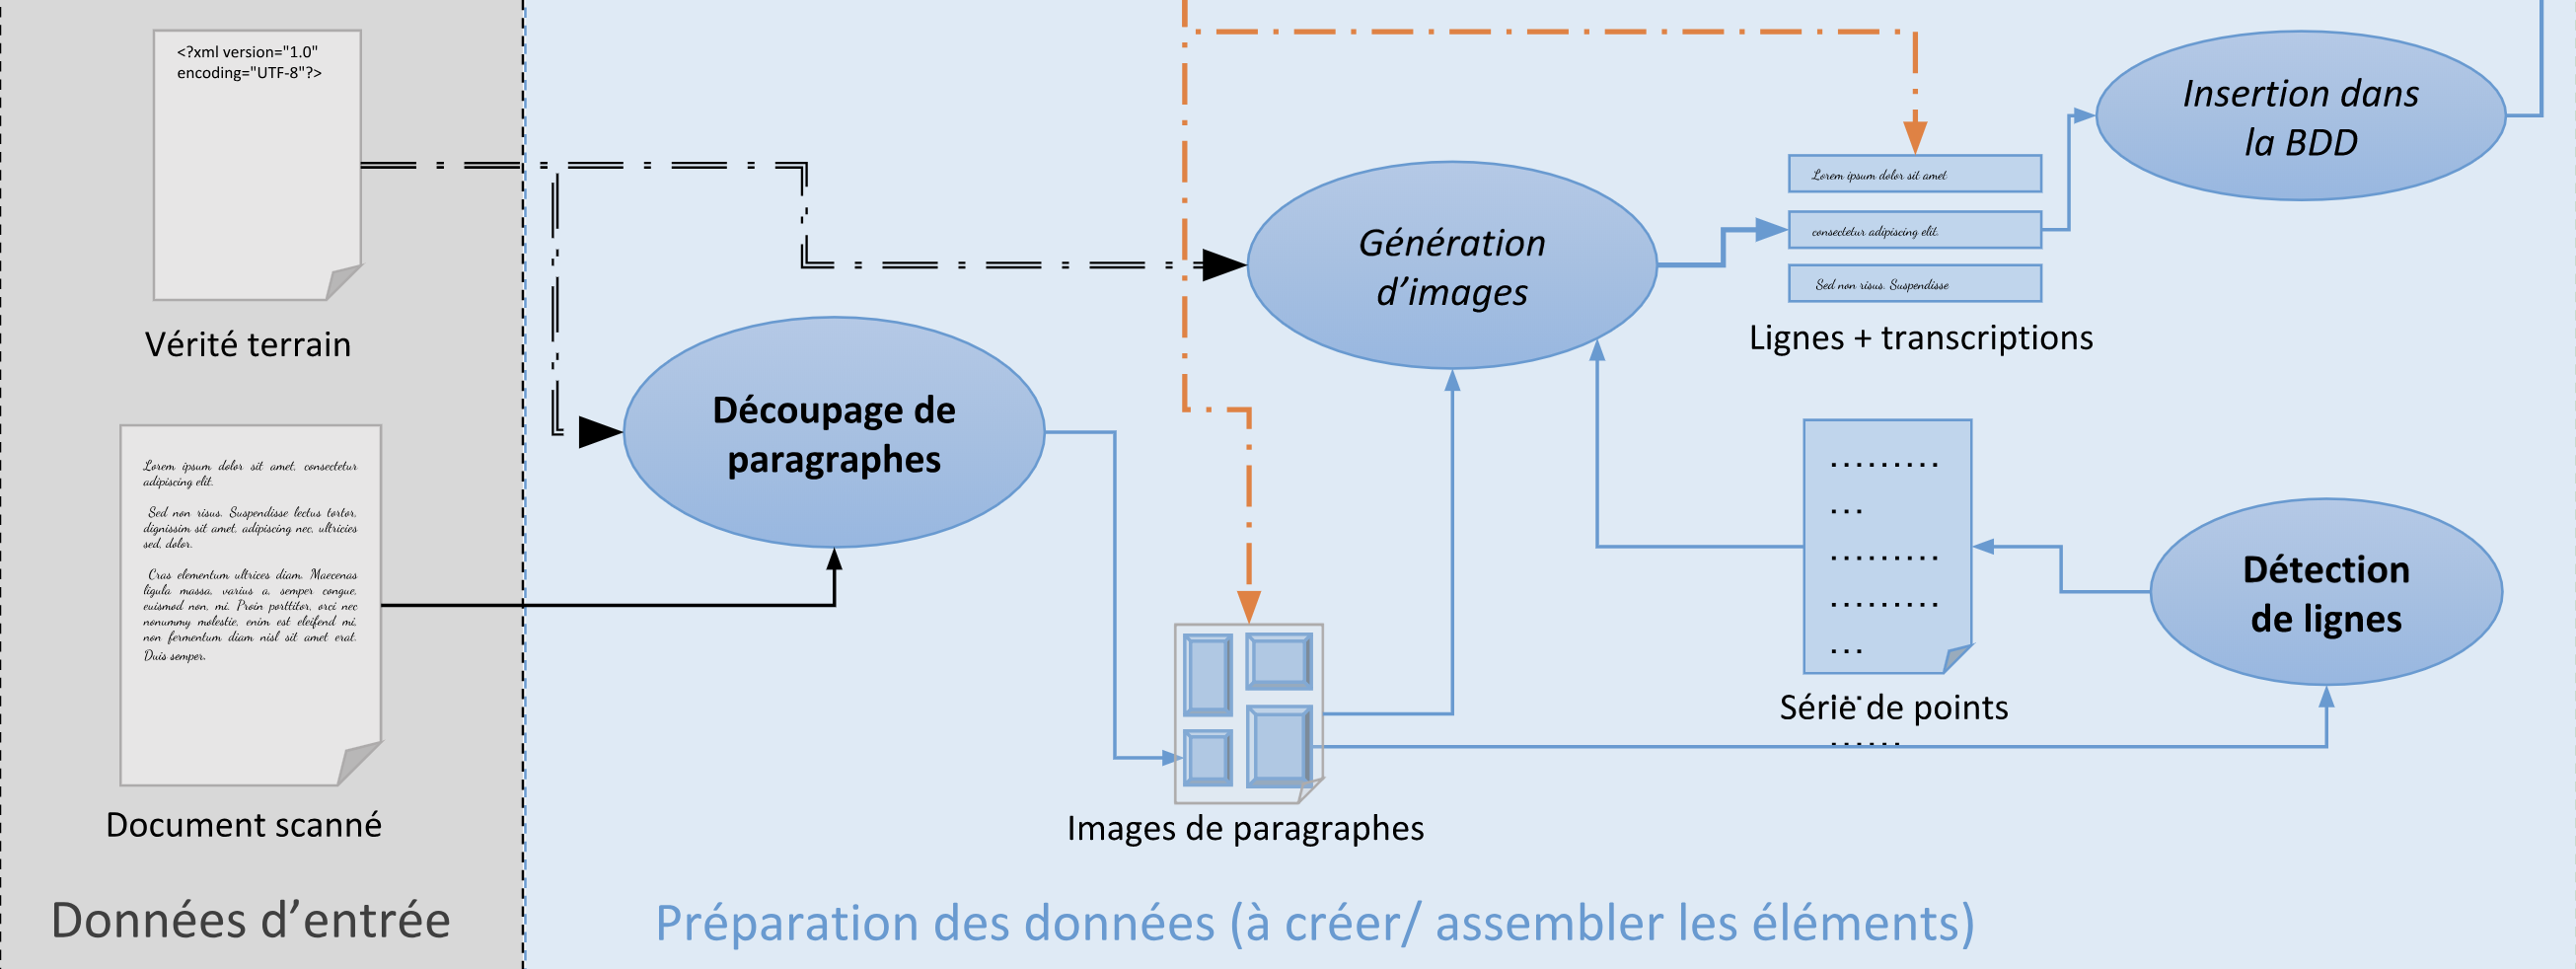 <?xml version="1.0"
encoding="UTF-8"?>
Vérité terrain
Lorem ipsum dolor sit amet, consectetur
adipiscing elit.
Sed non risus. Suspendisse lectus tortor,
dignissim sit amet, adipiscing nec, ultricies
sed, dolor.
Cras elementum ultrices diam. Maecenas
ligula massa, varius a, semper congue,
euismod non, mi. Proin porttitor, orci nec
nonummy molestie, enim est eleifend mi,
non fermentum diam nisl sit amet erat.
Duis semper.
Document scanné
Données d’entrée
Découpage de
paragraphes
Images de paragraphes
Génération
d’images
Lorem ipsum dolor sit amet
consectetur adipiscing elit.
Sed non risus. Suspendisse
Lignes + transcriptions
Insertion dans
la BDD
.........
...
.........
.........
...
...
......
Série de points
Détection
de lignes
Préparation des données (à créer/ assembler les éléments)